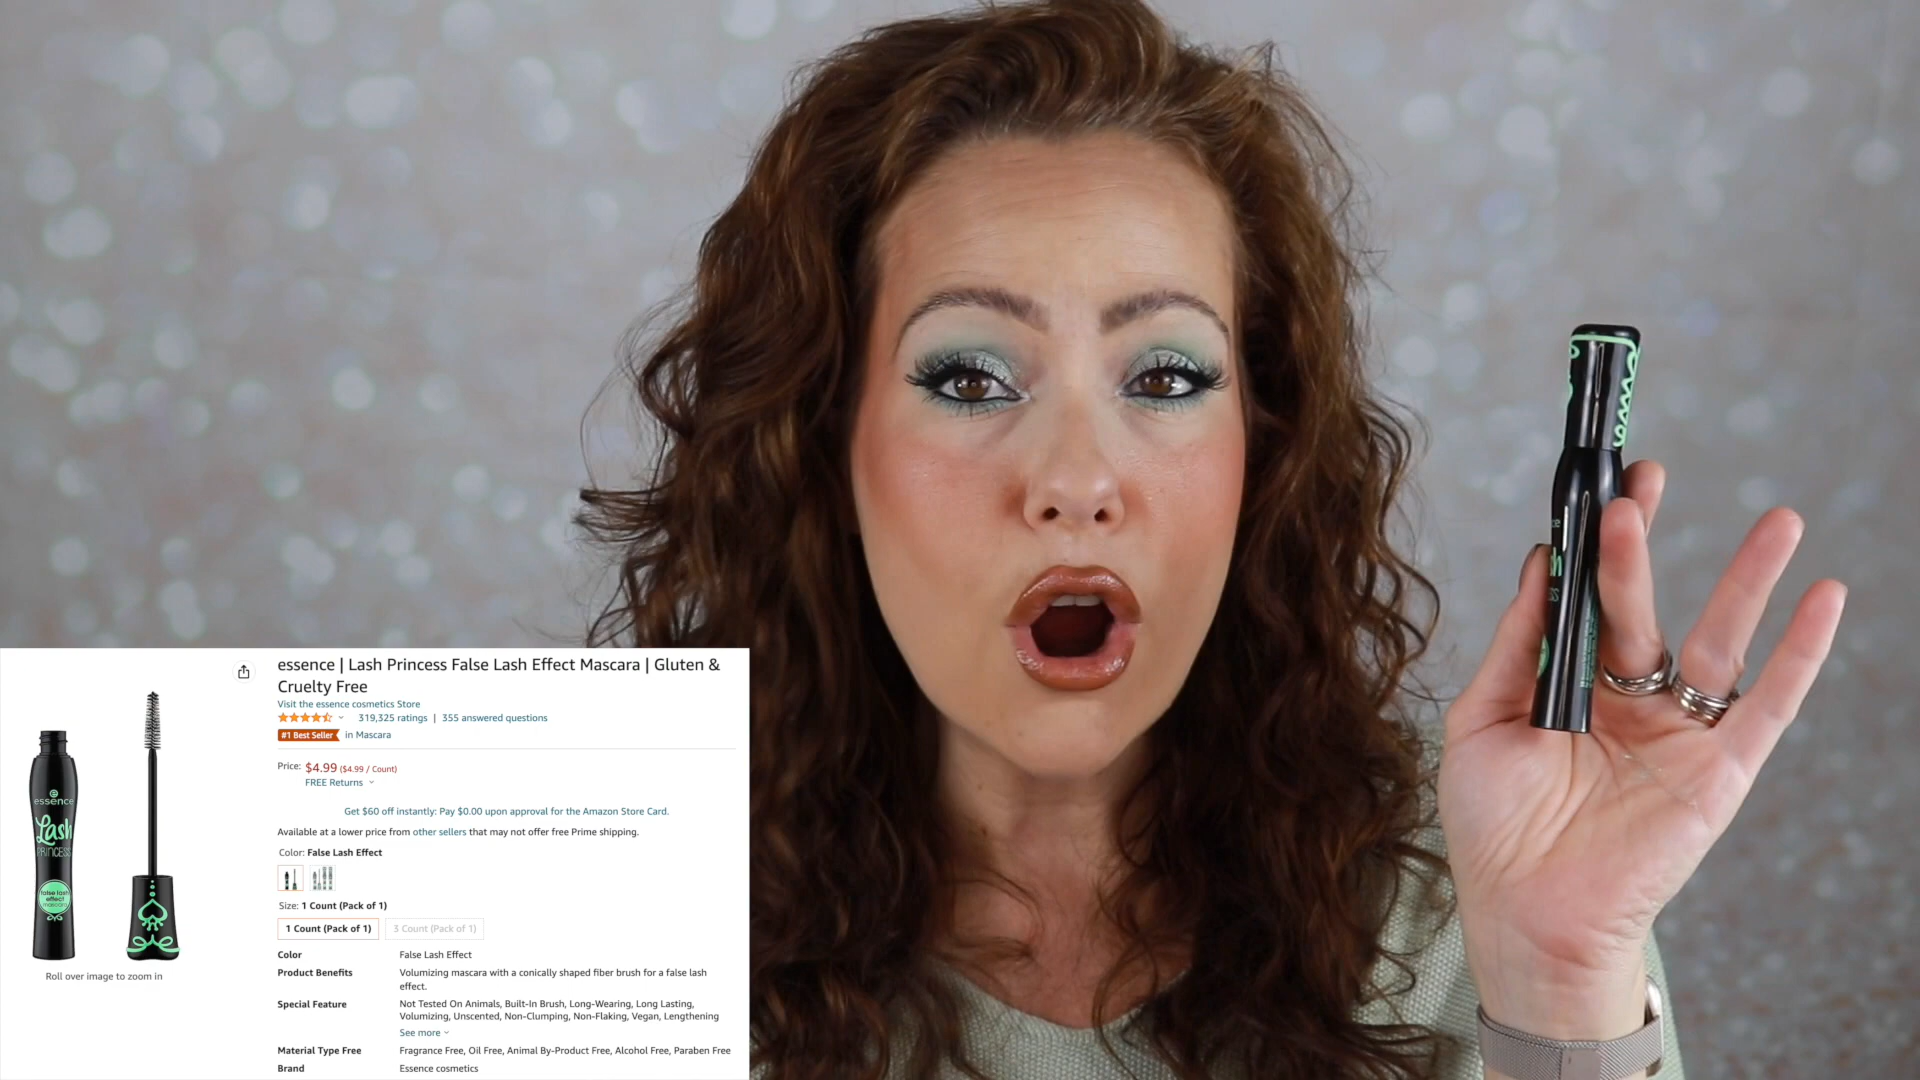 essence | Lash Princess False Lash Effect Mascara | Gluten &
Cruelty Free
Visit the essence cosmetics Store
319,325 ratings | 355 answered questions
#1 Best Seller in Mascara
Price: $4.99 ($4.99 / Count)
FREE Returns
Get $60 off instantly: Pay $0.00 upon approval for the Amazon Store Card.
Available at a lower price from other sellers that may not offer free Prime shipping.
Color: False Lash Effect
Size: 1 Count (Pack of 1)
1 Count (Pack of 1) 3 Count (Pack of 1)
Color False Lash Effect
Product Benefits Volumizing mascara with a conically shaped fiber brush for a false lash
effect.
Special Feature Not Tested On Animals, Built-In Brush, Long-Wearing, Long Lasting,
Volumizing, Unscented, Non-Clumping, Non-Flaking, Vegan, Lengthening
See more
Material Type Free Fragrance Free, Oil Free, Animal By-Product Free, Alcohol Free, Paraben Free
Brand Essence cosmetics
essence
Lash
PRINCESS
false lash
effect
mascara
Roll over image to zoom in